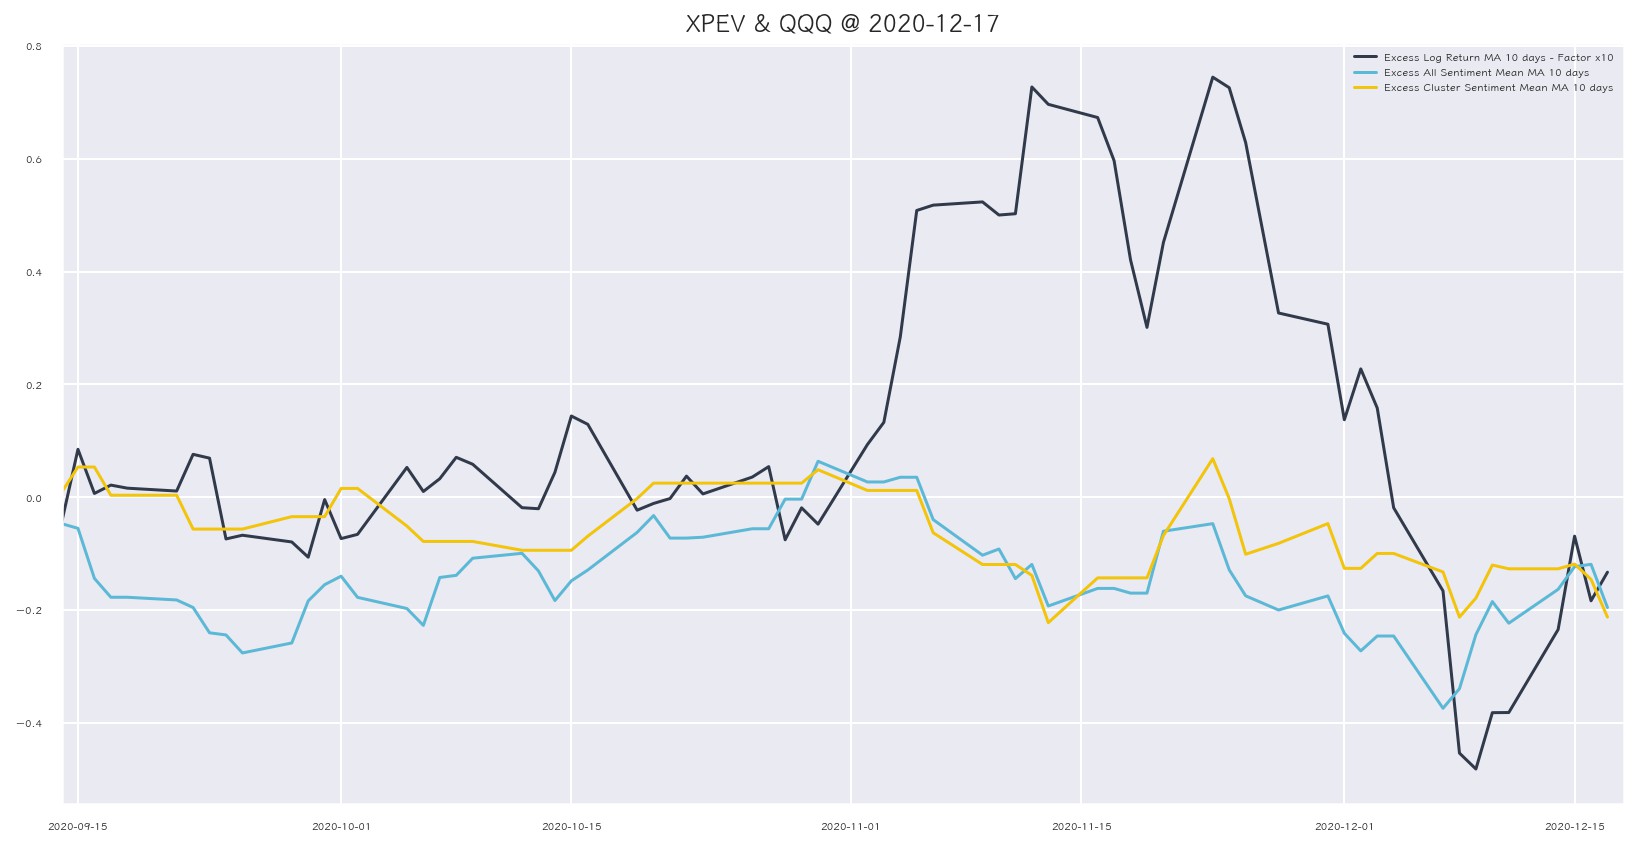 XPEV & QQQ @ 2020-12-17
0.8
Excess Log Return MA 10 days - Factor x10
Excess All Sentiment Mean MA 10 days
Excess Cluster Sentiment Mean MA 10 days
0.6
0.4
0.2
0.0
−0.2
−0.4
2020-09-15 2020-10-01 2020-10-15 2020-11-01 2020-11-15 2020-12-01 2020-12-15